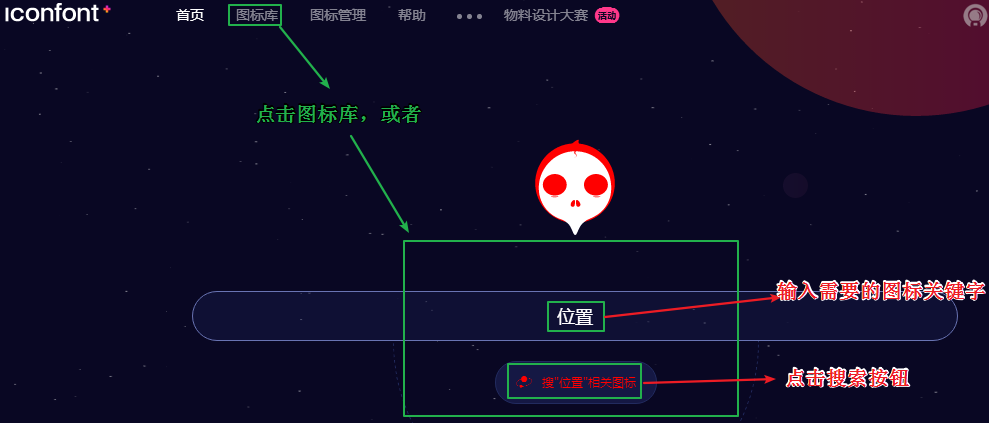 iconfont+ 首页 图标库 图标管理 帮助 物料设计大赛 活动
点击图标库，或者
位置
输入需要的图标关键字
搜"位置"相关图标
点击搜索按钮